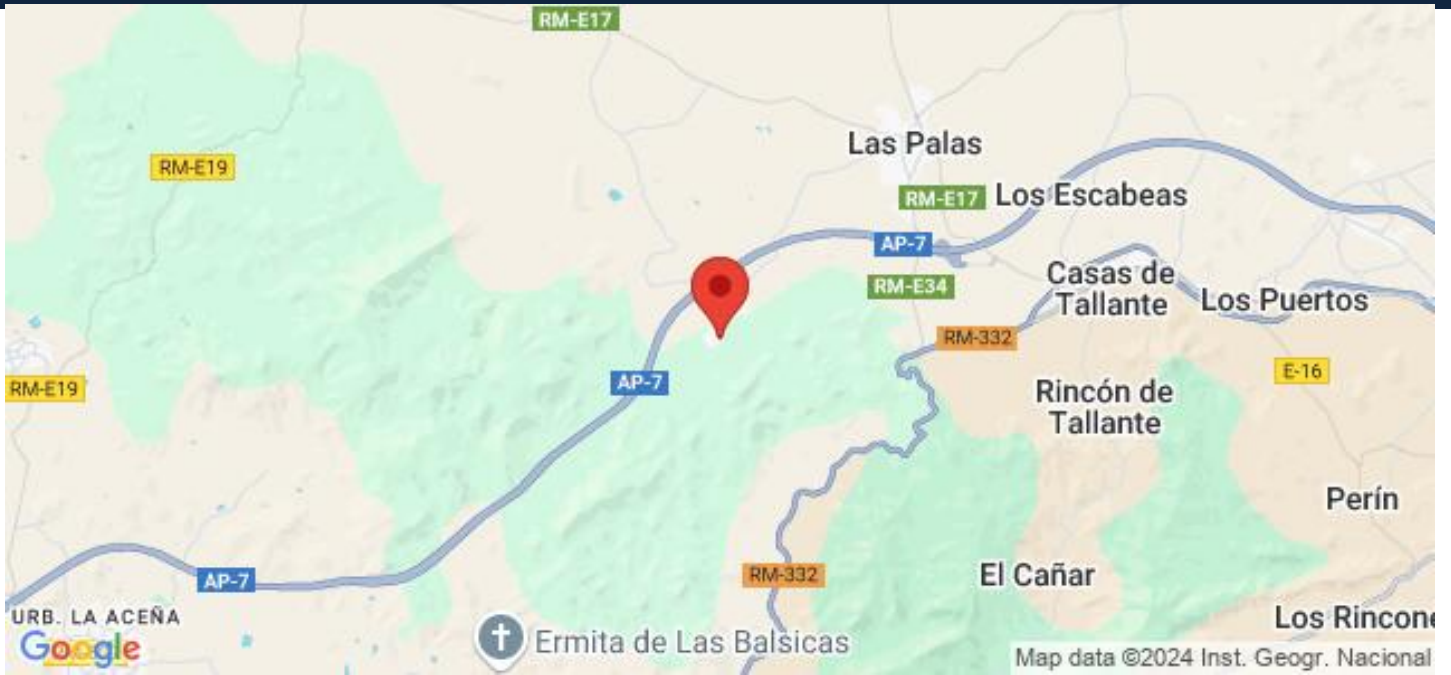 RM-E17
Las Palas
RM-E19
RM-E17
Los Escabeas
AP-7
Casas de
Tallante
RM-E34
Los Puertos
RM-332
E-16
AP-7
RM-E19
Rincón de
Tallante
Perín
AP-7
RM-332
El Cañar
URB. LA ACEÑA
Los Rincone
Ermita de Las Balsicas
Google
Map data ©2024 Inst. Geogr. Nacional